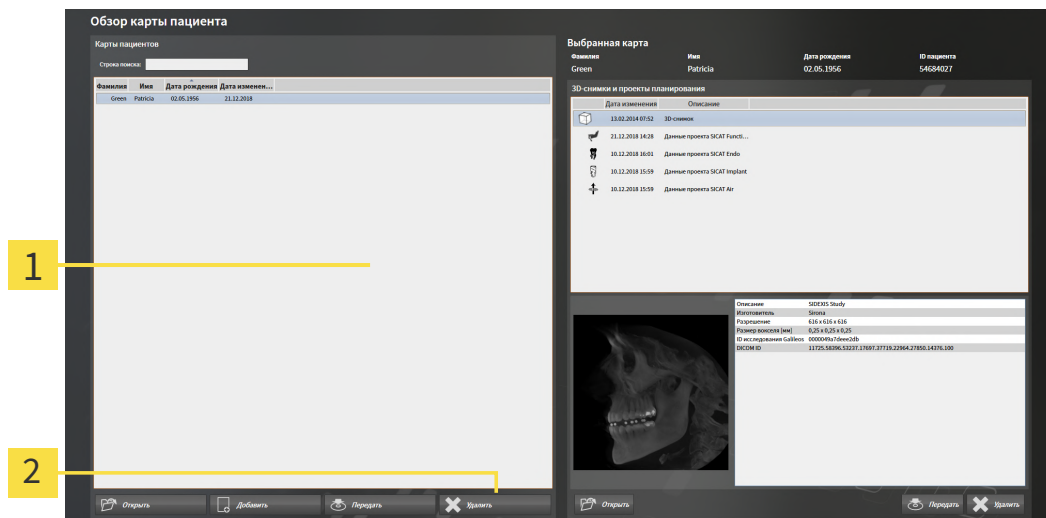 Обзор карты пациента
Карты пациентов
Строка поиска:
Фамилия Имя Дата рождения Дата изменен...
Green Patricia 02.05.1956 21.12.2018
1
2
Открыть Добавить Передать Удалить
Выбранная карта
Фамилия Имя Дата рождения ID пациента
Green Patricia 02.05.1956 54684027
3D-снимки и проекты планирования
Дата изменения Описание
13.02.2014 07:52 3D-снимок
21.12.2018 14:28 Данные проекта SICAT Functi...
10.12.2018 16:01 Данные проекта SICAT Endo
10.12.2018 15:59 Данные проекта SICAT Implant
10.12.2018 15:59 Данные проекта SICAT Air
Описание SIDEXIS Study
Изготовитель Sirona
Разрешение 616 x 616 x 616
Размер вокселя [мм] 0,25 x 0,25 x 0,25
ID исследования Galileos 0000049a7deee2db
DICOM ID 11725.58396.53237.17697.37719.22964.27850.14376.100
Открыть Передать Удалить